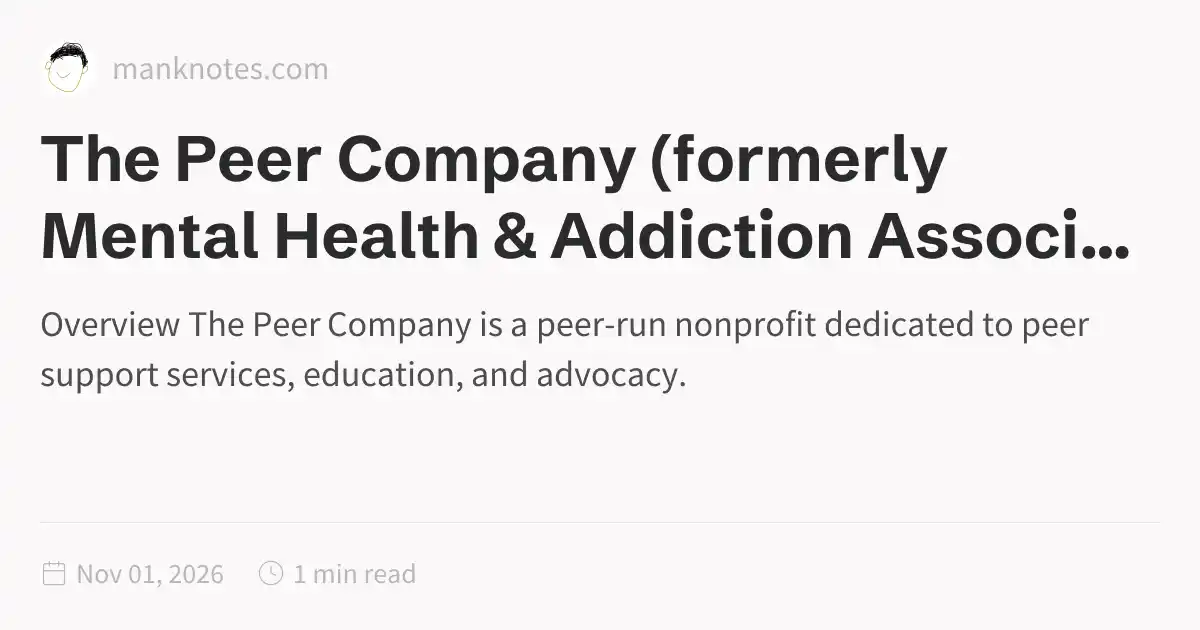 manknotes.com
The Peer Company (formerly
Mental Health & Addiction Associ...
Overview The Peer Company is a peer-run nonprofit dedicated to peer
support services, education, and advocacy.
Nov 01, 2026 1 min read